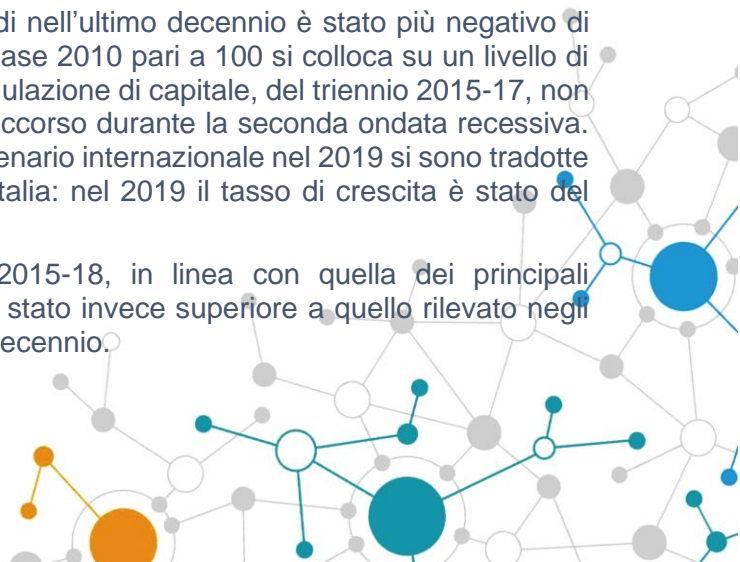 di nell’ultimo decennio è stato più negativo di
ase 2010 pari a 100 si colloca su un livello di
ulazione di capitale, del triennio 2015-17, non
ccorso durante la seconda ondata recessiva.
enario internazionale nel 2019 si sono tradotte
talia: nel 2019 il tasso di crescita è stato del
2015-18, in linea con quella dei principali
stato invece superiore a quello rilevato negli
ecennio.